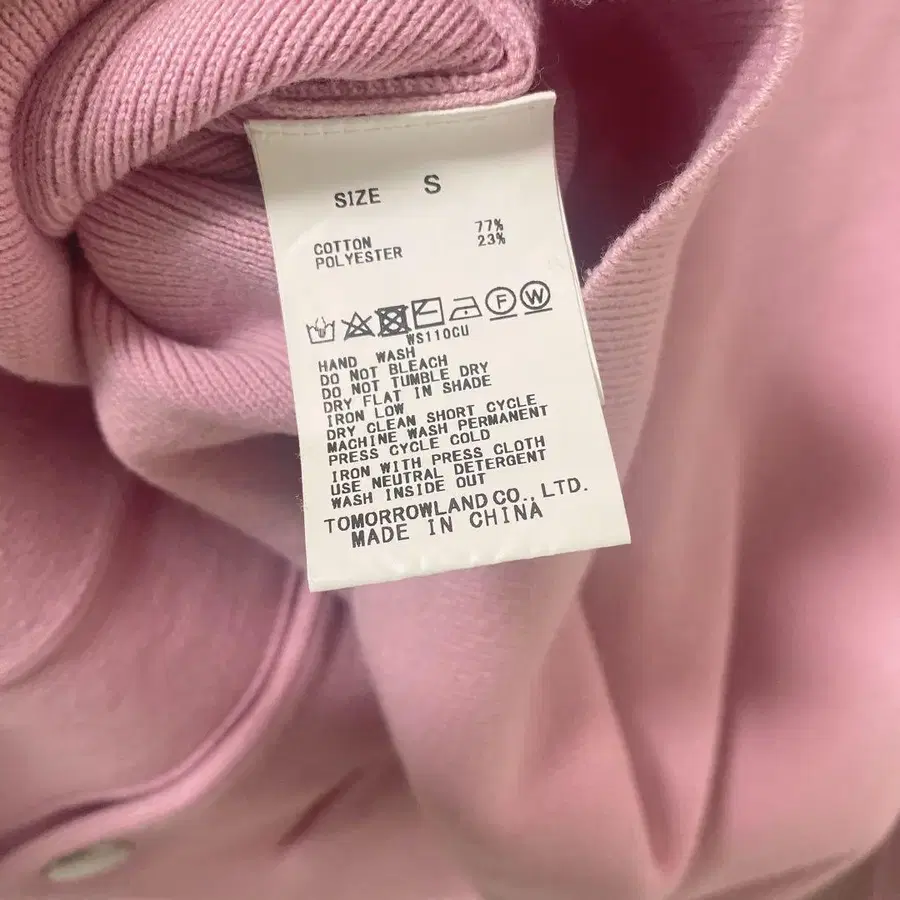 SIZE S
COTTON 77%
POLYESTER 23%
F W
WS110CU
HAND WASH
DO NOT BLEACH
DO NOT TUMBLE DRY
DRY FLAT IN SHADE
IRON LOW
DRY CLEAN SHORT CYCLE
MACHINE WASH PERMANENT
PRESS CYCLE COLD
IRON WITH PRESS CLOTH
USE NEUTRAL DETERGENT
WASH INSIDE OUT
TOMORROWLAND CO., LTD.
MADE IN CHINA